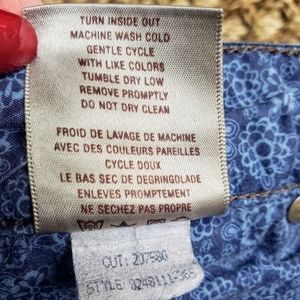 TURN INSIDE OUT
MACHINE WASH COLD
GENTLE CYCLE
WITH LIKE COLORS
TUMBLE DRY LOW
REMOVE PROMPTLY
DO NOT DRY CLEAN
FROID DE LAVAGE DE MACHINE
AVEC DES COULEURS PAREILLES
CYCLE DOUX
LE BAS SEC DE DEGRINGOLADE
ENLEVES PROMPTEMENT
NE SECHEZ PAS PROPRE
CUT:
STYLE: